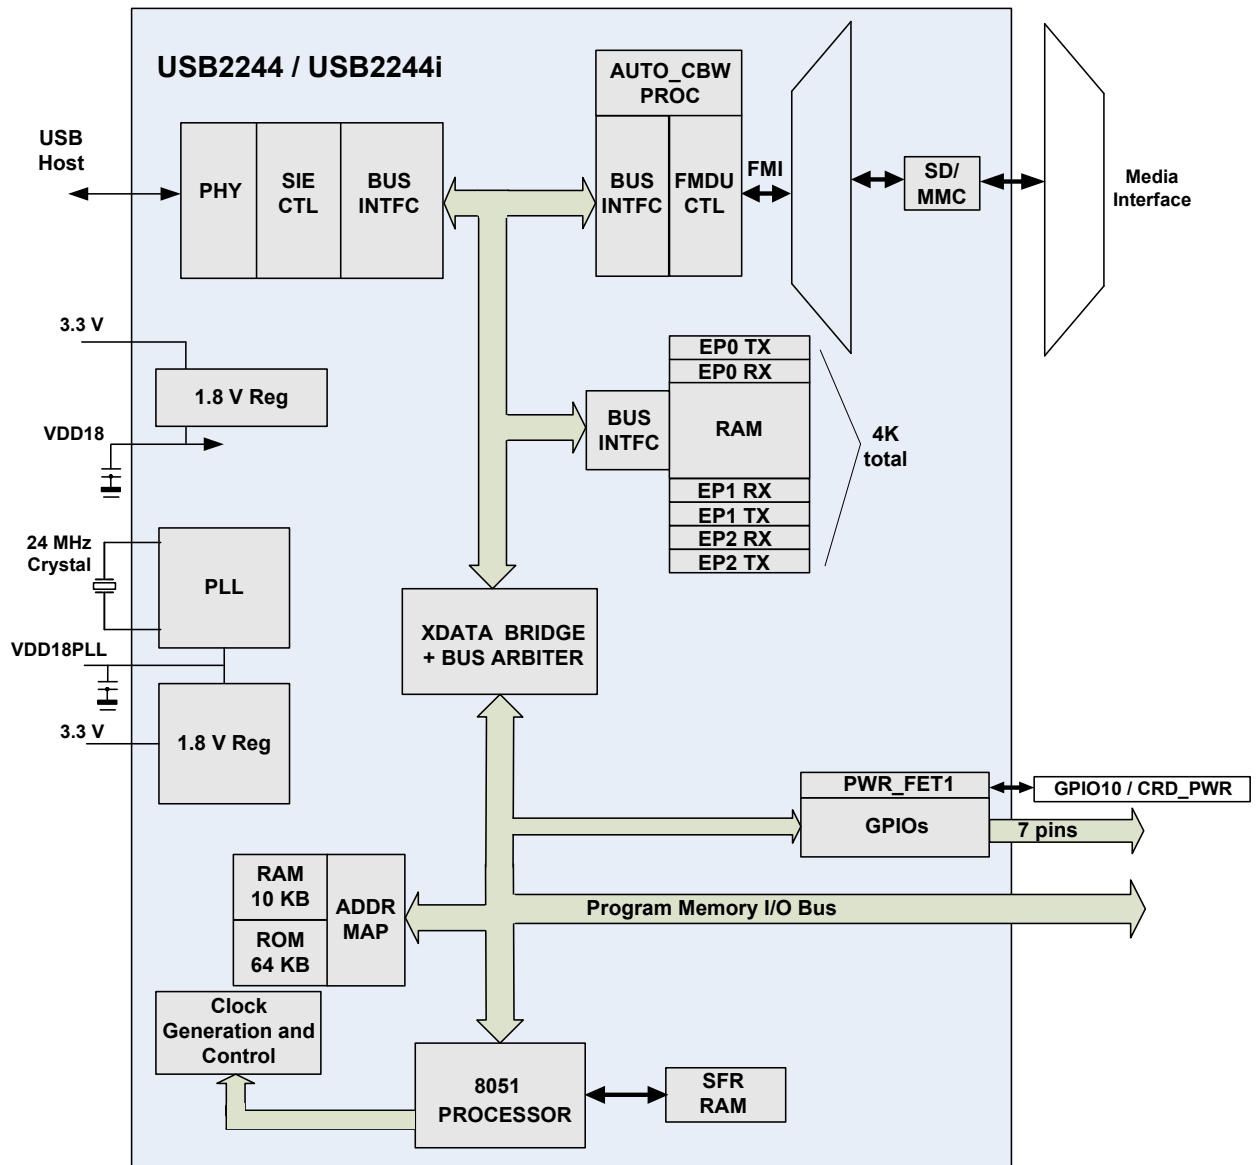 USB2244 / USB2244i
USB
Host
PHY
SIE
CTL
BUS
INTFC
AUTO_CBW
PROC
BUS
INTFC
FMDU
CTL
FMI
SD/
MMC
Media
Interface
3.3 V
1.8 V Reg
VDD18
EP0 TX
EP0 RX
BUS
INTFC
RAM
EP1 RX
EP1 TX
EP2 RX
EP2 TX
4K
total
24 MHz
Crystal
PLL
VDD18PLL
3.3 V
1.8 V Reg
XDATA BRIDGE
+ BUS ARBITER
PWR_FET1
GPIOs
GPIO10 / CRD_PWR
7 pins
RAM
10 KB
ROM
64 KB
ADDR
MAP
Program Memory I/O Bus
Clock
Generation and
Control
8051
PROCESSOR
SFR
RAM